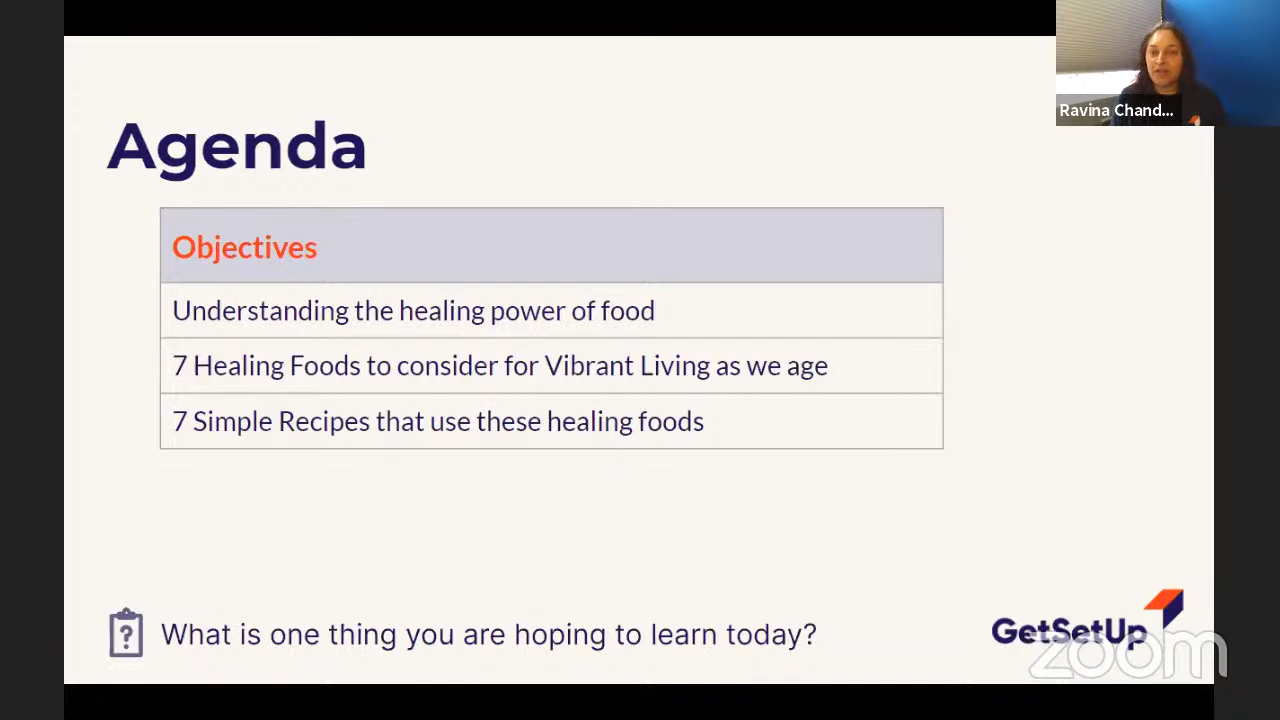 Ravina Chand...
Agenda
Objectives
Understanding the healing power of food
7 Healing Foods to consider for Vibrant Living as we age
7 Simple Recipes that use these healing foods
What is one thing you are hoping to learn today?
GetSetUp
zoom